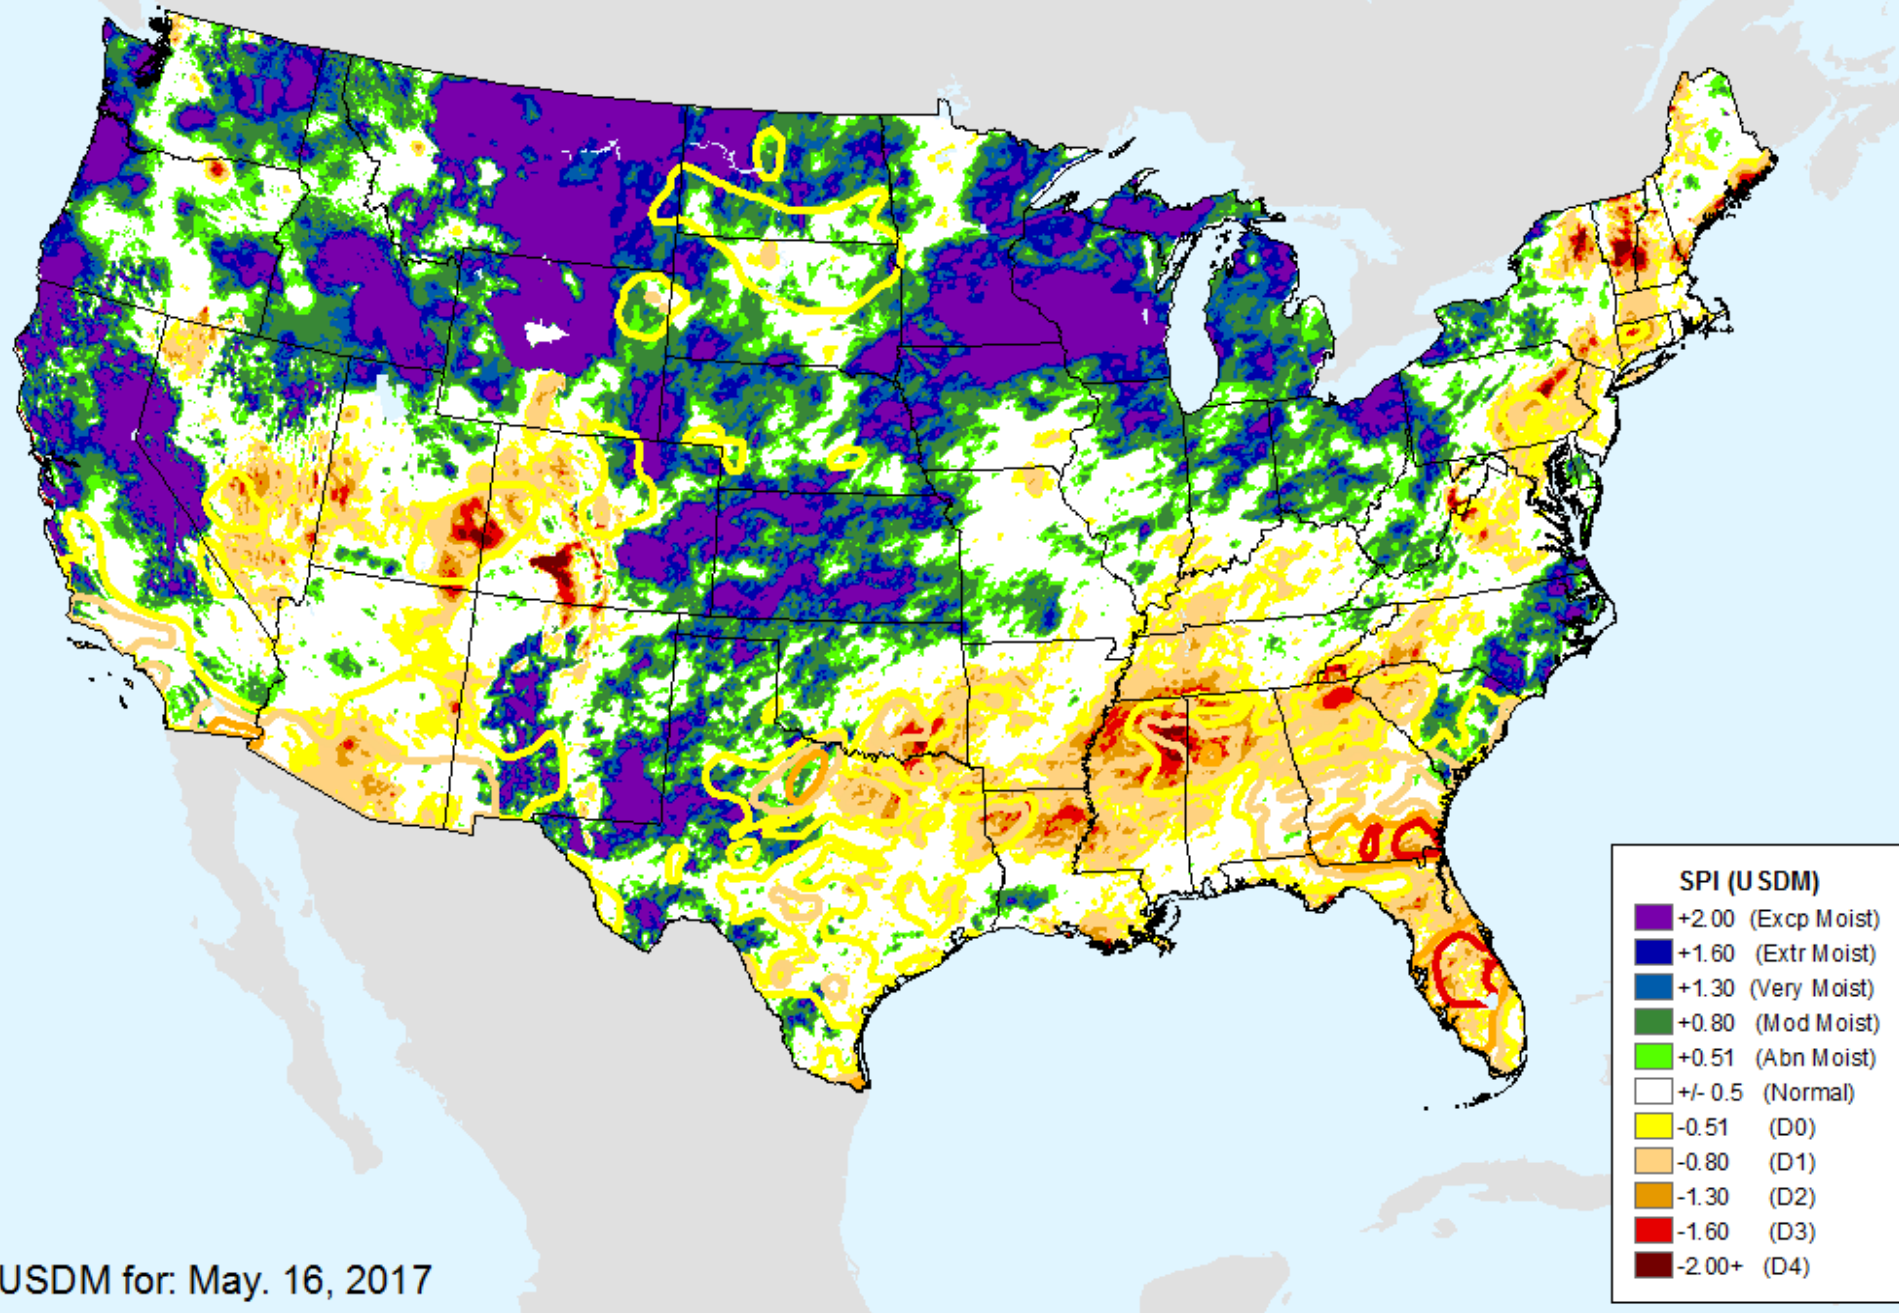 SPI (USDM)
+2.00 (Excp Moist)
+1.60 (Extr Moist)
+1.30 (Very Moist)
+0.80 (Mod Moist)
+0.51 (Abn Moist)
+/- 0.5 (Normal)
-0.51 (D0)
-0.80 (D1)
-1.30 (D2)
-1.60 (D3)
-2.00+ (D4)
USDM for: May. 16, 2017